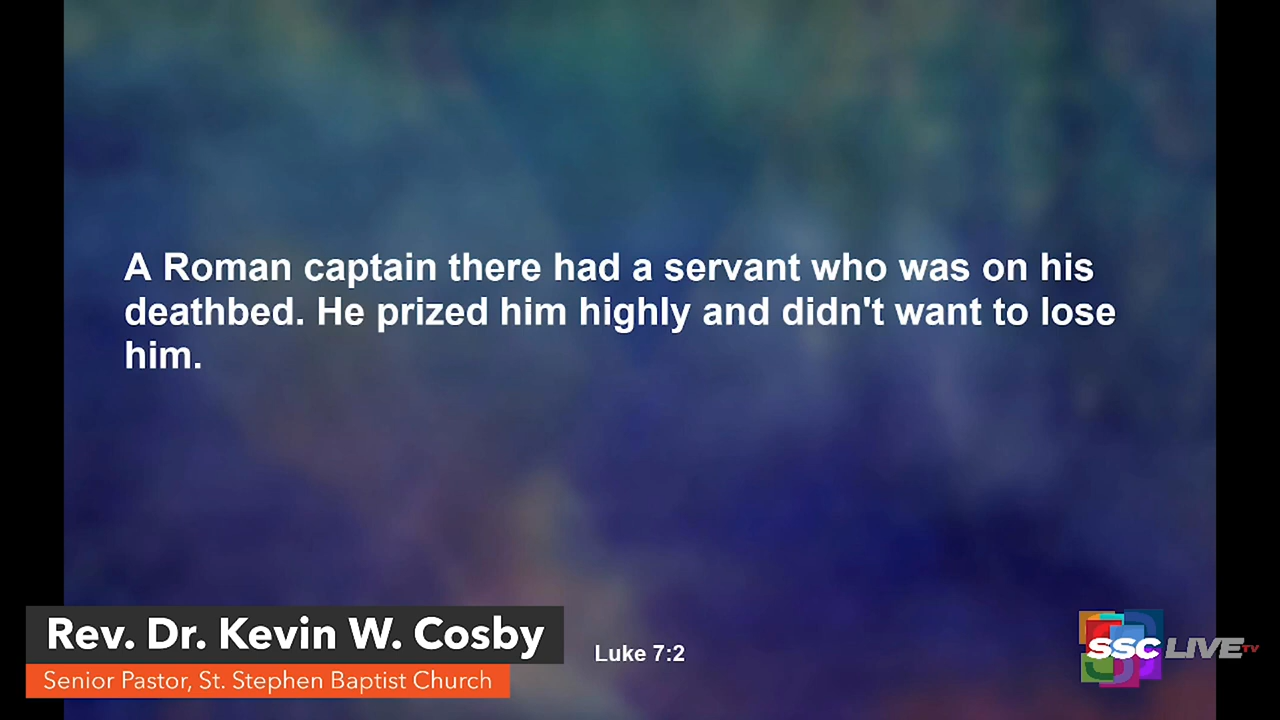 A Roman captain there had a servant who was on his
deathbed. He prized him highly and didn't want to lose
him.
Rev. Dr. Kevin W. Cosby
Senior Pastor, St. Stephen Baptist Church
Luke 7:2
SSC LIVE TV